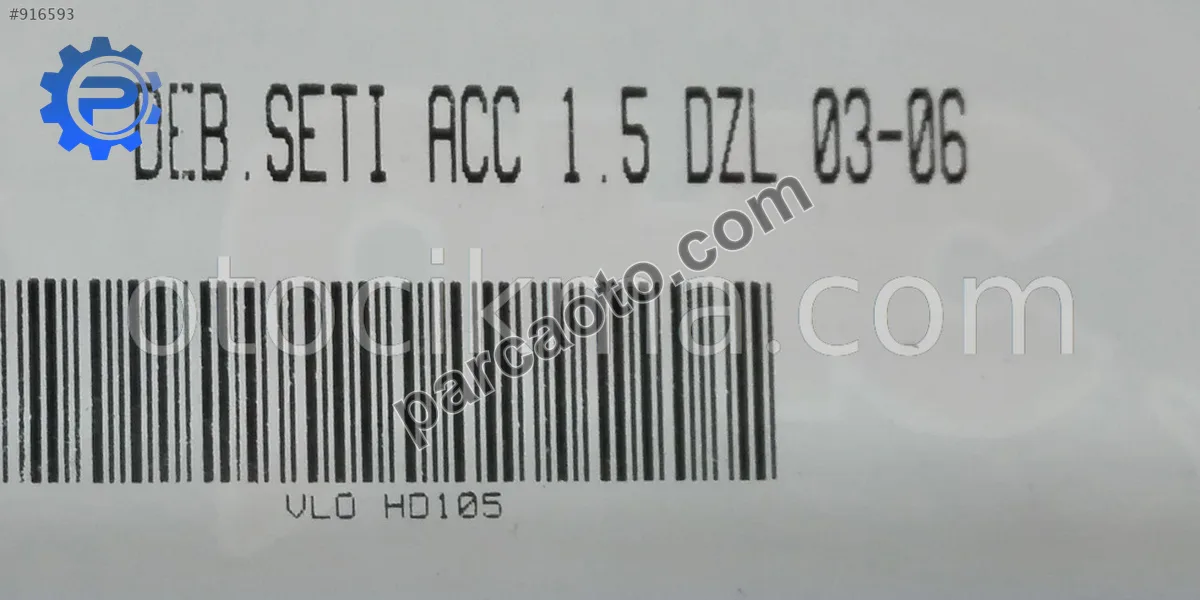 #916593
DEB.SETI ACC 1.5 DZL 03-06
otocikma.com
parcaoto.com
VLO HD105